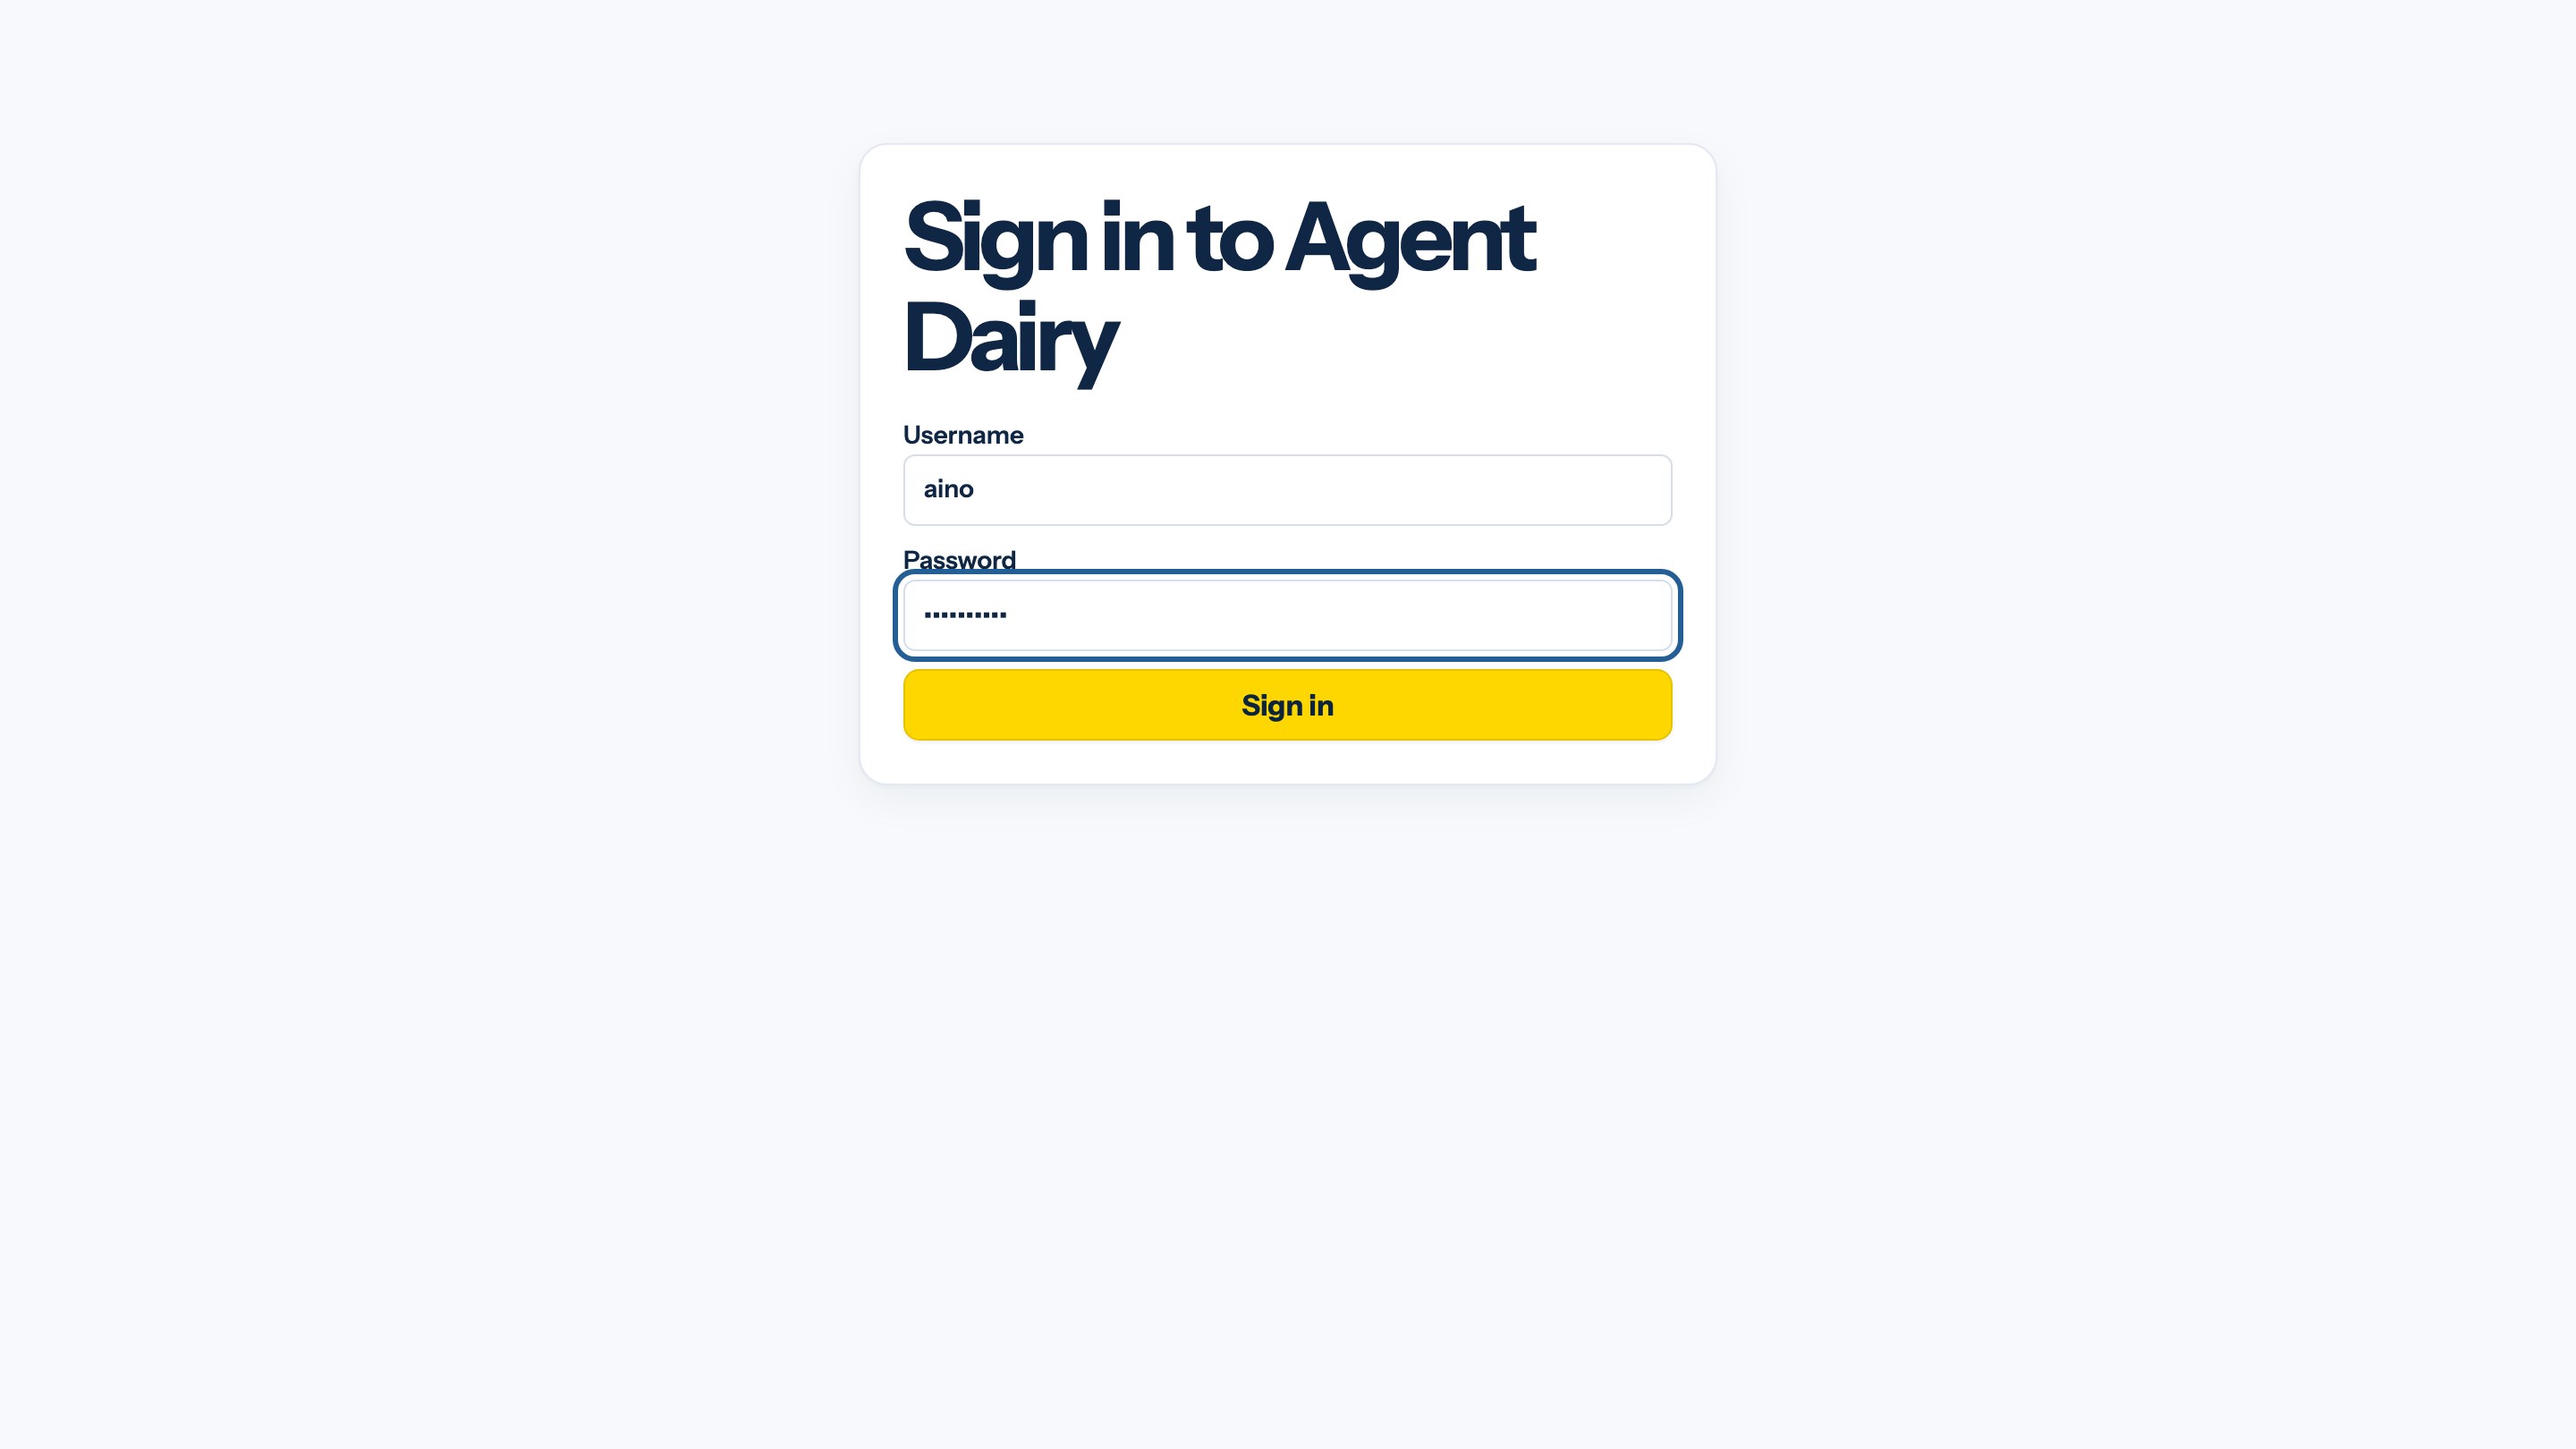 Sign in to Agent
Dairy
Username
aino
Password
Sign in